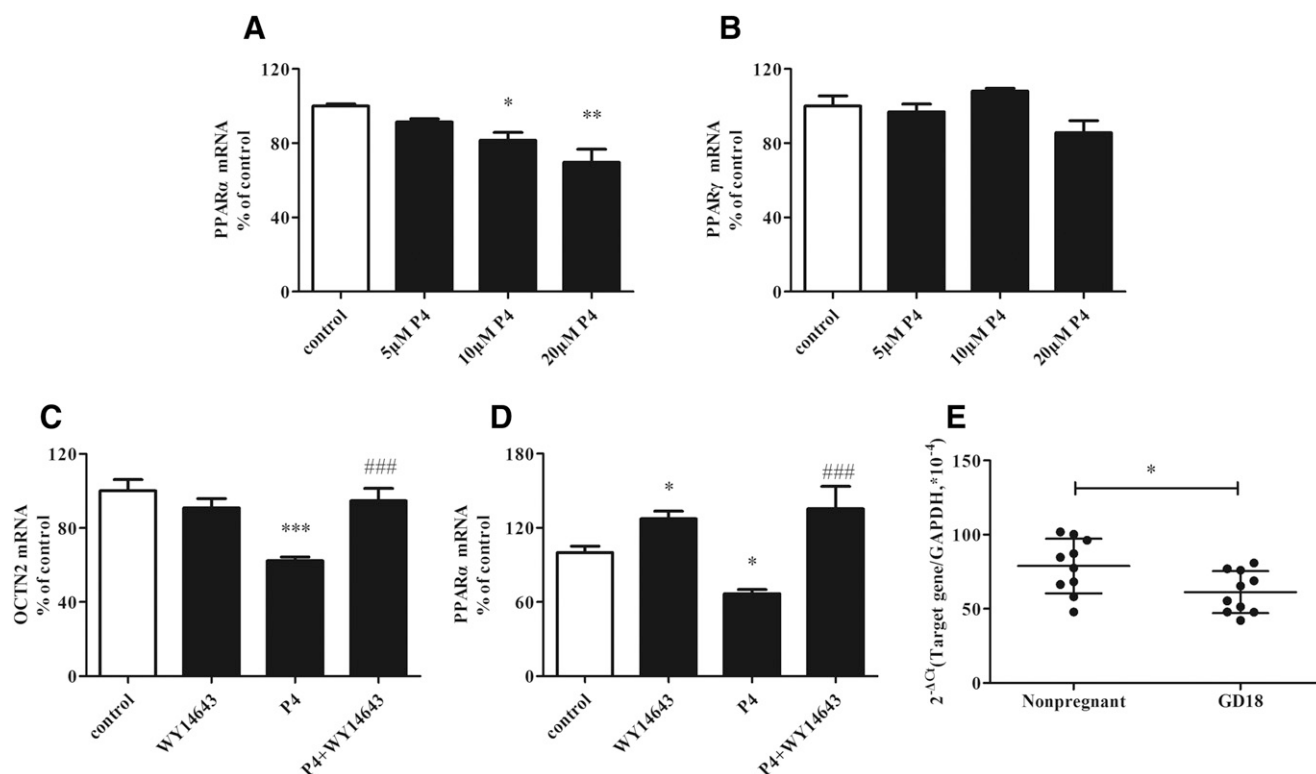 A
PPARα mRNA
% of control
120
80
40
0
*
**
control
5μM P4
10μM P4
20μM P4
B
PPARγ mRNA
% of control
120
80
40
0
control
5μM P4
10μM P4
20μM P4
C
OCTN2 mRNA
% of control
120
80
40
0
***
###
control
WY14643
P4
P4+WY14643
D
PPARα mRNA
% of control
180
120
60
0
*
*
###
control
WY14643
P4
P4+WY14643
E
2^-ΔCt(Target gene/GAPDH,*10^-4)
150
100
50
0
*
Nonpregnant
GD18